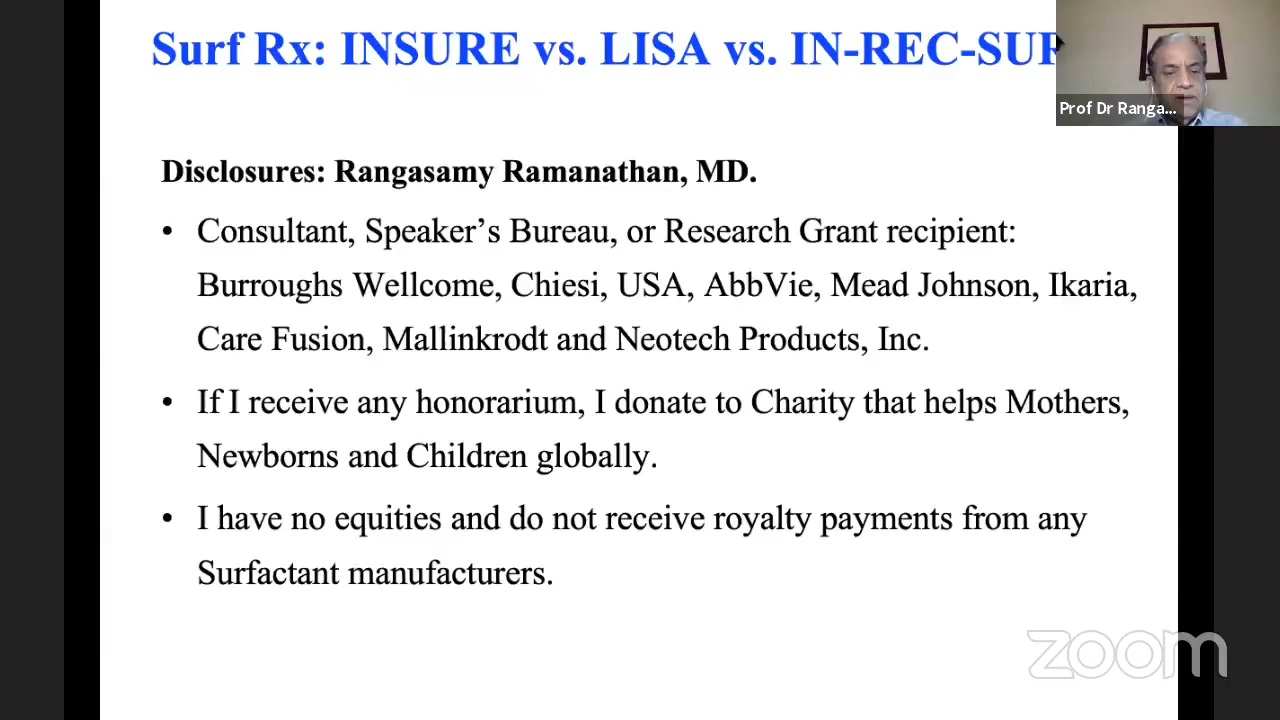 Surf Rx: INSURE vs. LISA vs. IN-REC-SUR
Prof Dr Ranga...
Disclosures: Rangasamy Ramanathan, MD.
• Consultant, Speaker’s Bureau, or Research Grant recipient:
Burroughs Wellcome, Chiesi, USA, AbbVie, Mead Johnson, Ikaria,
Care Fusion, Mallinkrodt and Neotech Products, Inc.
• If I receive any honorarium, I donate to Charity that helps Mothers,
Newborns and Children globally.
• I have no equities and do not receive royalty payments from any
Surfactant manufacturers.
zoom